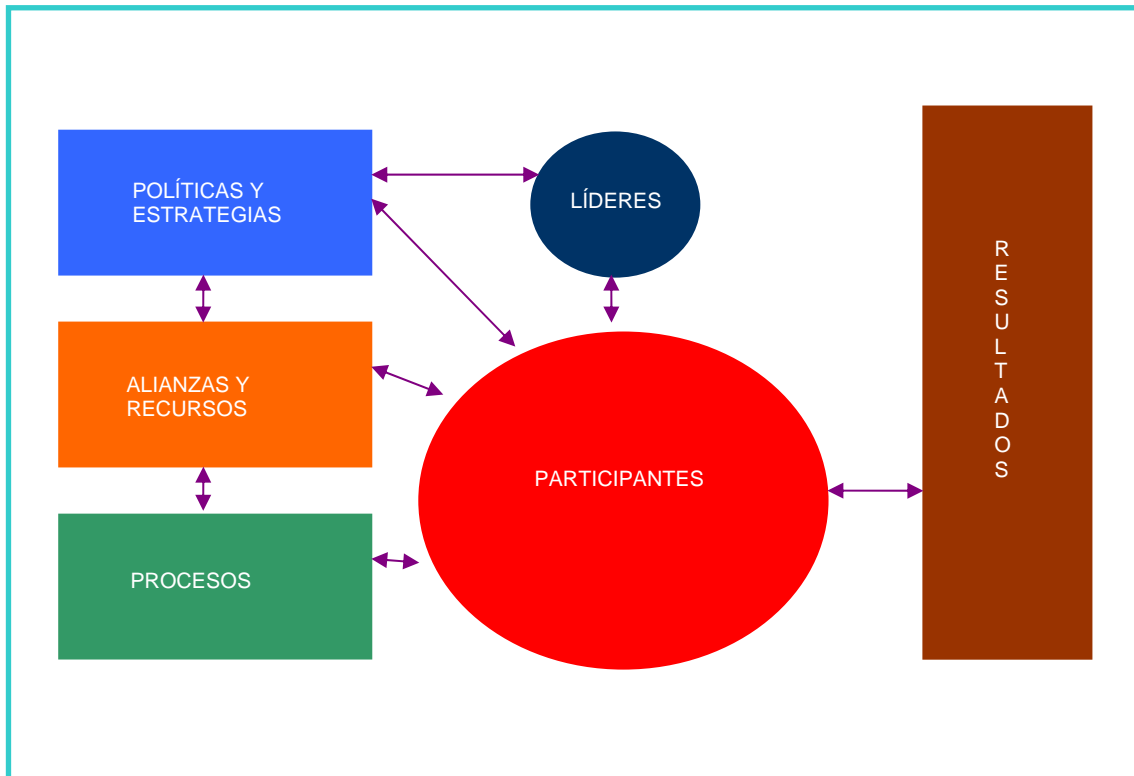 POLÍTICAS Y
ESTRATEGIAS
LÍDERES
ALIANZAS Y
RECURSOS
PARTICIPANTES
PROCESOS
R
E
S
U
L
T
A
D
O
S